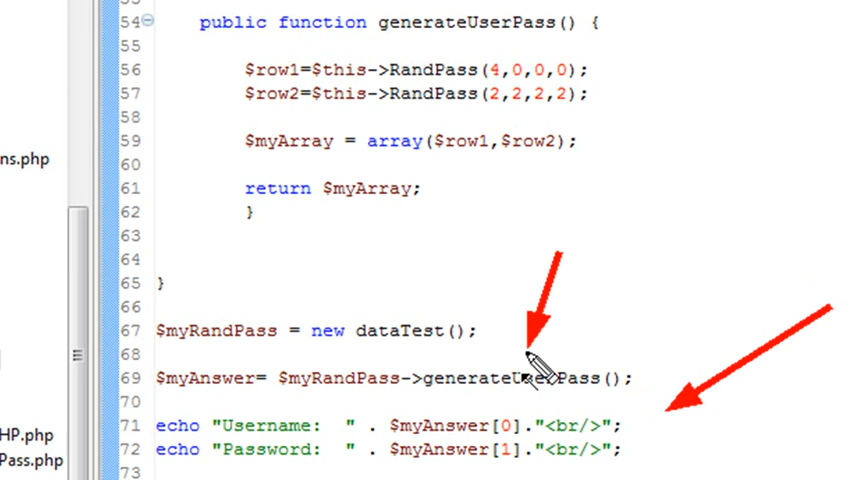 54 public function generateUserPass() {
55
56 $row1=$this->RandPass(4,0,0,0);
57 $row2=$this->RandPass(2,2,2,2);
58
59 $myArray = array($row1,$row2);
ns.php
60
61 return $myArray;
62 }
63
64
65 }
66
67 $myRandPass = new dataTest();
68
69 $myAnswer= $myRandPass->generateUserPass();
70
71 echo "Username:  " . $myAnswer[0]."<br/>";
HP.php
72 echo "Password:  " . $myAnswer[1]."<br/>";
Pass.php
73